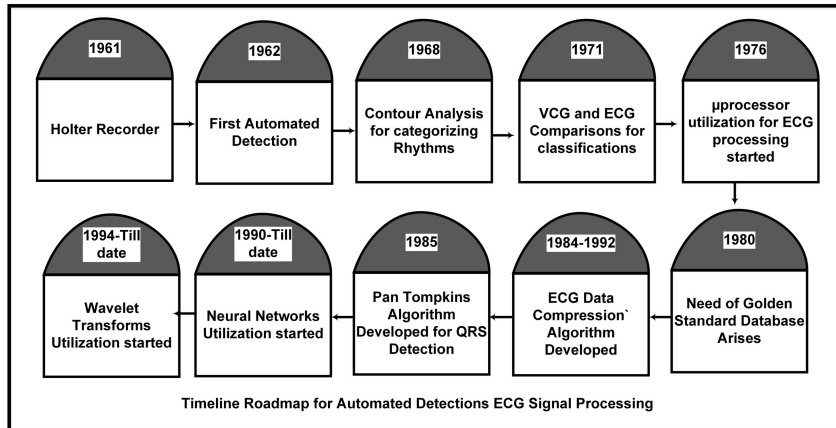 1961
Holter Recorder
1962
First Automated
Detection
1968
Contour Analysis
for categorizing
Rhythms
1971
VCG and ECG
Comparisons for
classifications
1976
µprocessor
utilization for ECG
processing
started
1980
Need of Golden
Standard Database
Arises
1984-1992
ECG Data
Compression`
Algorithm
Developed
1985
Pan Tompkins
Algorithm
Developed for QRS
Detection
1990-Till
date
Neural Networks
Utilization started
1994-Till
date
Wavelet
Transforms
Utilization started
Timeline Roadmap for Automated Detections ECG Signal Processing